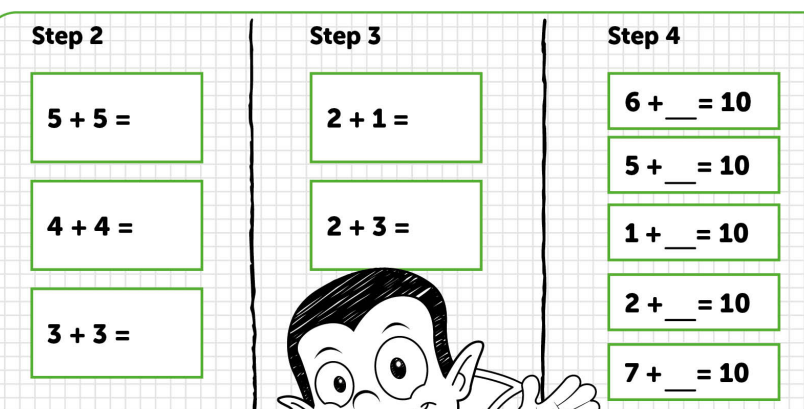 Step 2
5 + 5 =
4 + 4 =
3 + 3 =
Step 3
2 + 1 =
2 + 3 =
Step 4
6 + __ = 10
5 + __ = 10
1 + __ = 10
2 + __ = 10
7 + __ = 10